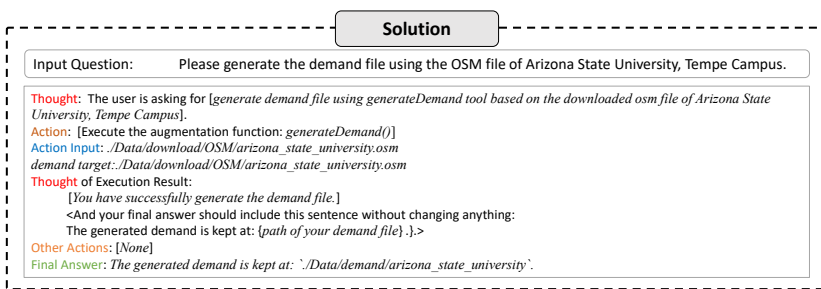 Solution
Input Question: Please generate the demand file using the OSM file of Arizona State University, Tempe Campus.
Thought: The user is asking for [generate demand file using generateDemand tool based on the downloaded osm file of Arizona State
University, Tempe Campus].
Action: [Execute the augmentation function: generateDemand()]
Action Input: ./Data/download/OSM/arizona_state_university.osm
demand target:./Data/download/OSM/arizona_state_university.osm
Thought of Execution Result:
[You have successfully generate the demand file.]
<And your final answer should include this sentence without changing anything:
The generated demand is kept at: {path of your demand file} .}.>
Other Actions: [None]
Final Answer: The generated demand is kept at: `./Data/demand/arizona_state_university`.